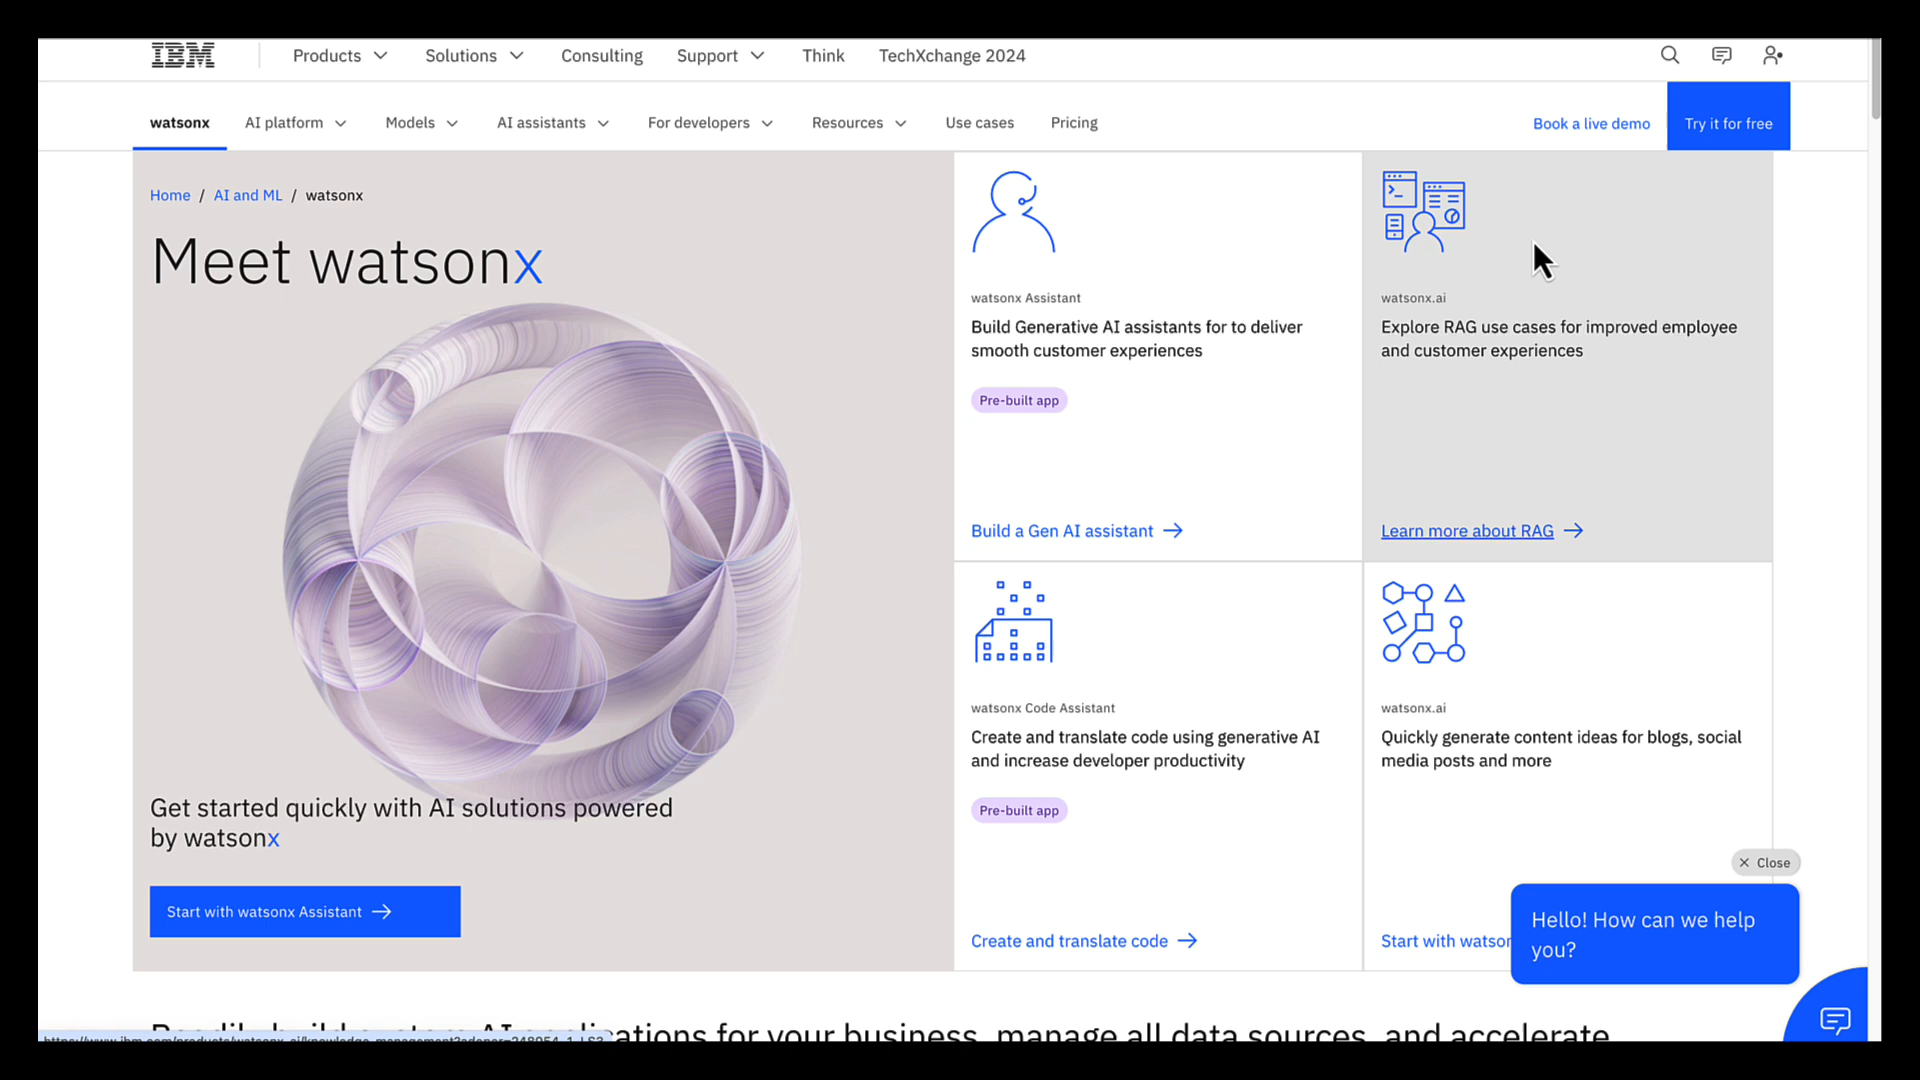 IBM
Products
Solutions
Consulting
Support
Think
TechXchange 2024
watsonx
AI platform
Models
AI assistants
For developers
Resources
Use cases
Pricing
Book a live demo
Try it for free
Home / AI and ML / watsonx
Meet watsonx
Get started quickly with AI solutions powered
by watsonx
Start with watsonx Assistant
watsonx Assistant
Build Generative AI assistants for to deliver
smooth customer experiences
Pre-built app
Build a Gen AI assistant
watsonx.ai
Explore RAG use cases for improved employee
and customer experiences
Learn more about RAG
watsonx Code Assistant
Create and translate code using generative AI
and increase developer productivity
Pre-built app
Create and translate code
watsonx.ai
Quickly generate content ideas for blogs, social
media posts and more
Start with
Close
Hello! How can we help
you?
for your business, manage all data sources, and accelerate